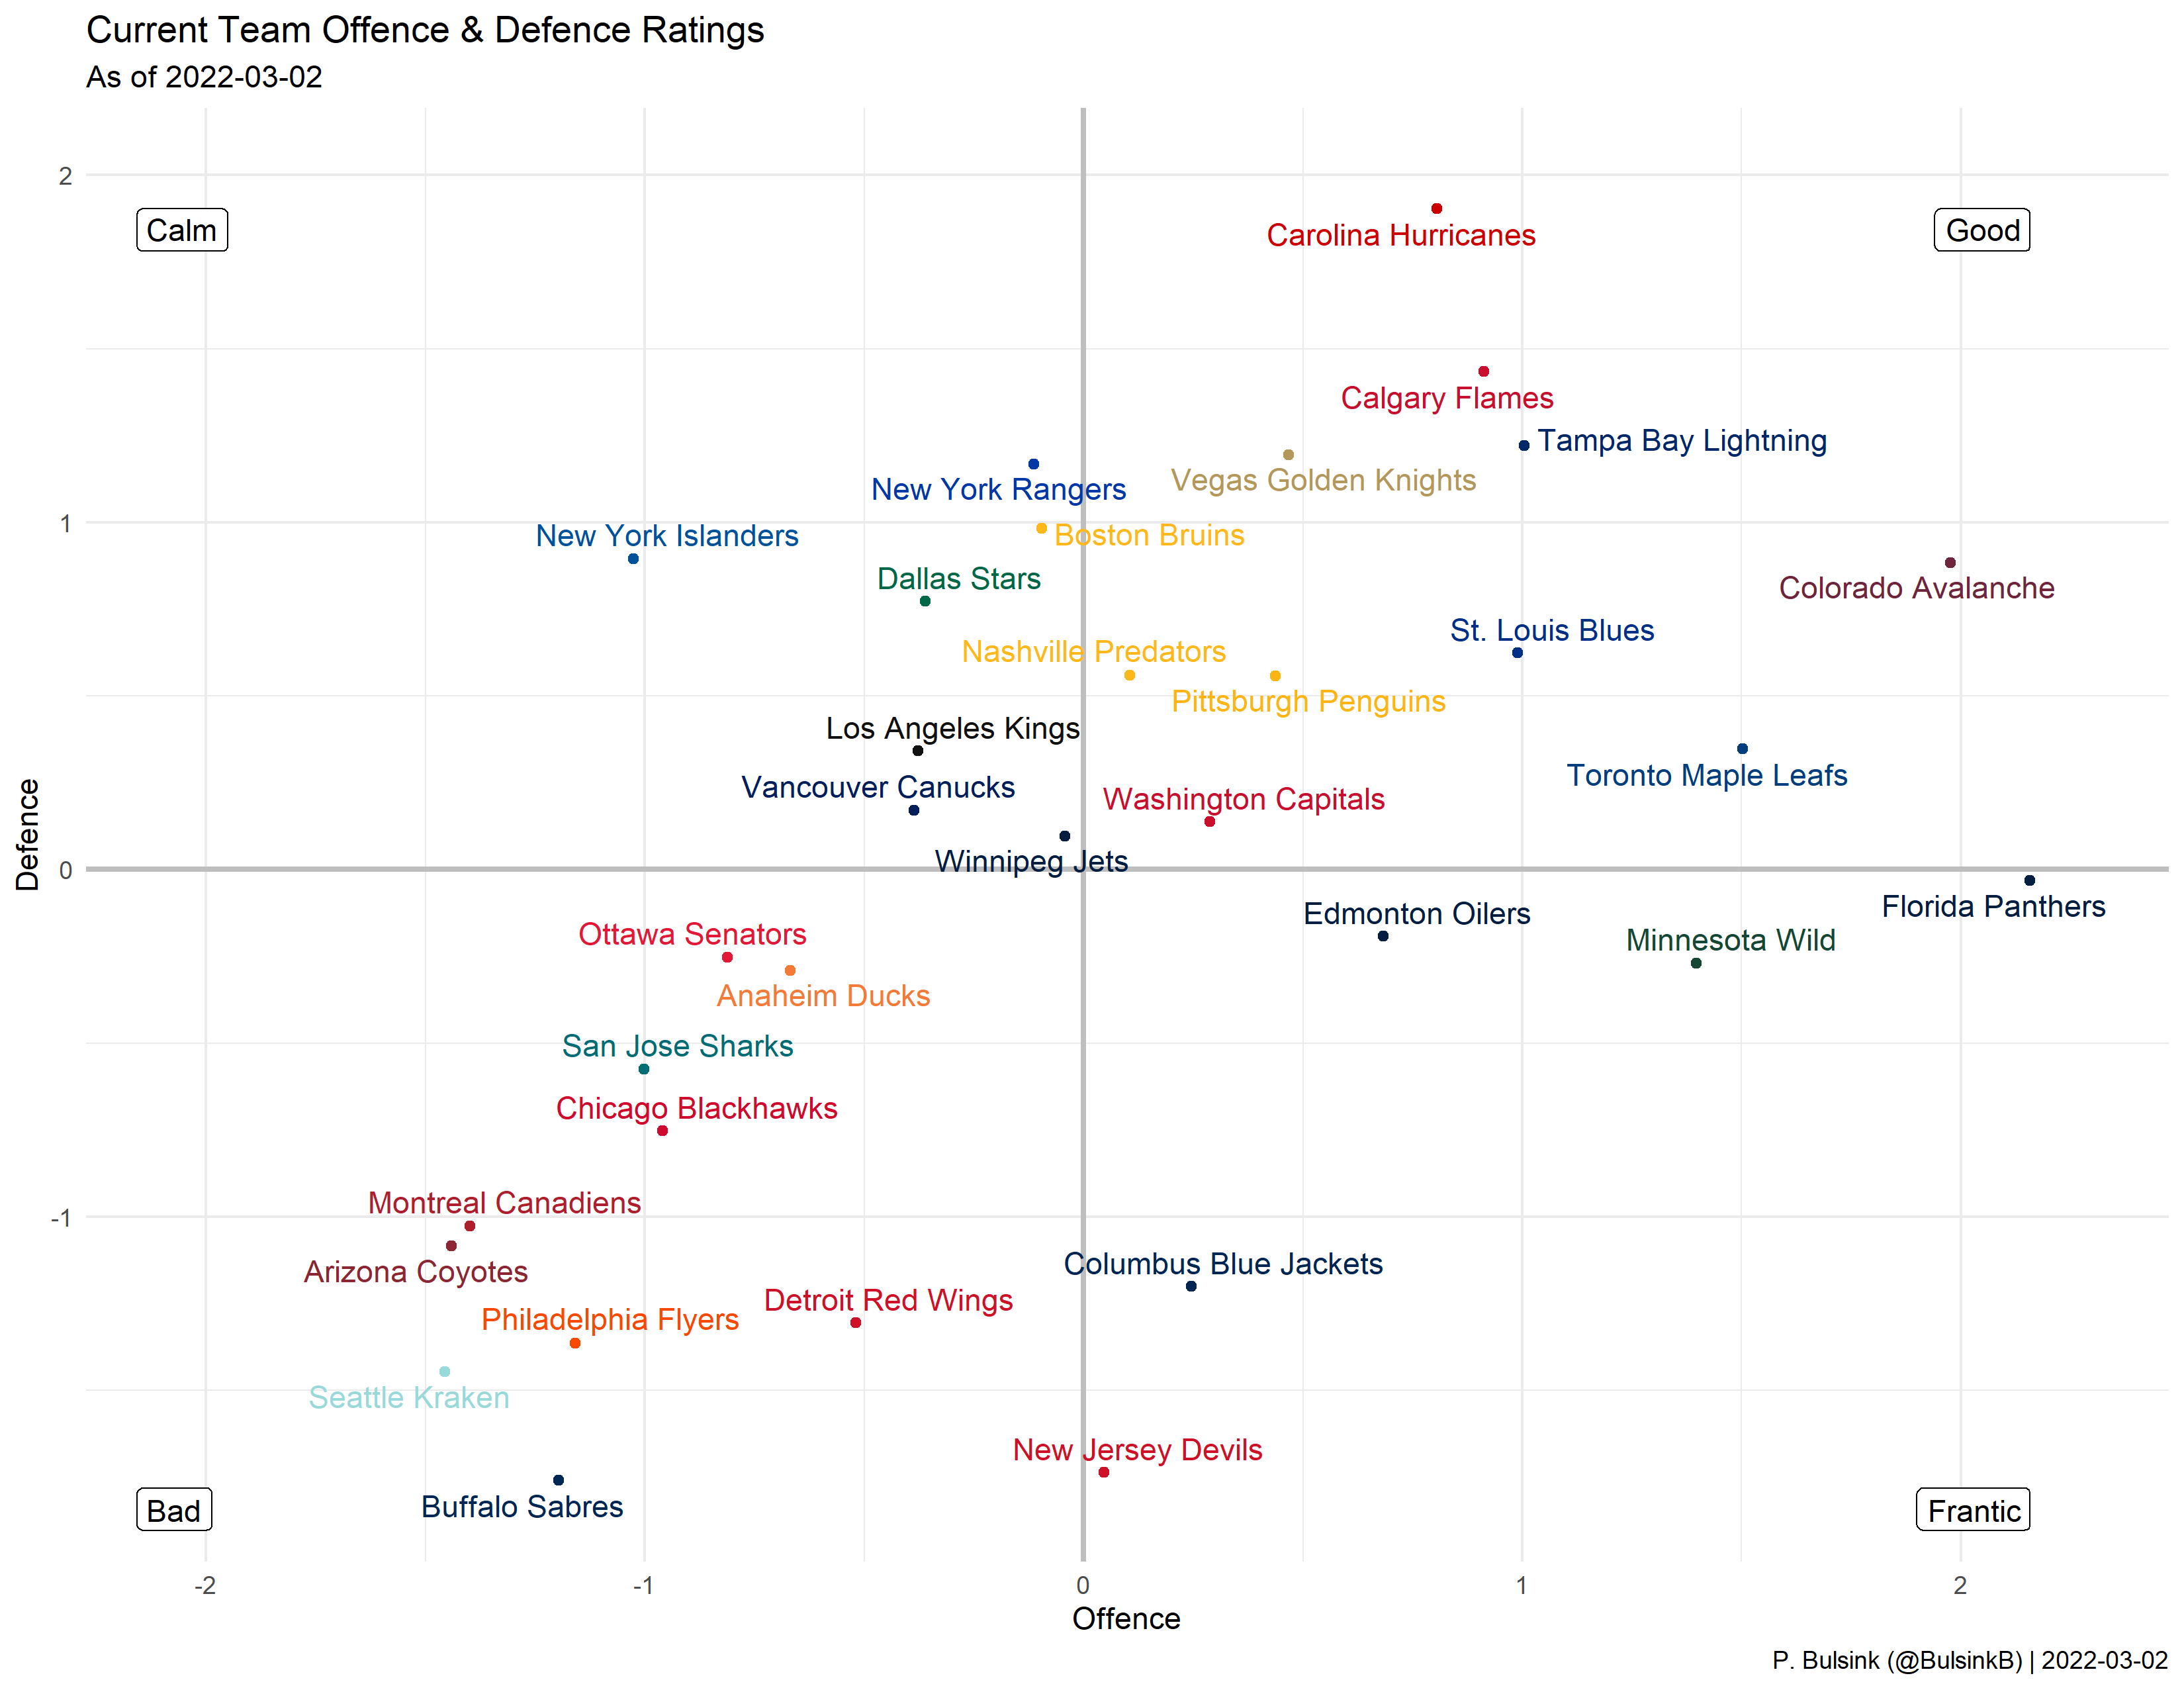 Current Team Offence & Defence Ratings
As of 2022-03-02
2
Calm
Good
Carolina Hurricanes
Calgary Flames
Tampa Bay Lightning
Vegas Golden Knights
New York Rangers
1
New York Islanders
Boston Bruins
Dallas Stars
Colorado Avalanche
St. Louis Blues
Nashville Predators
Pittsburgh Penguins
Los Angeles Kings
Toronto Maple Leafs
Vancouver Canucks
Washington Capitals
Defence
Winnipeg Jets
0
Florida Panthers
Edmonton Oilers
Ottawa Senators
Minnesota Wild
Anaheim Ducks
San Jose Sharks
Chicago Blackhawks
Montreal Canadiens
-1
Arizona Coyotes
Columbus Blue Jackets
Detroit Red Wings
Philadelphia Flyers
Seattle Kraken
New Jersey Devils
Buffalo Sabres
Bad
Frantic
-2
-1
0
1
2
Offence
P. Bulsink (@BulsinkB) | 2022-03-02